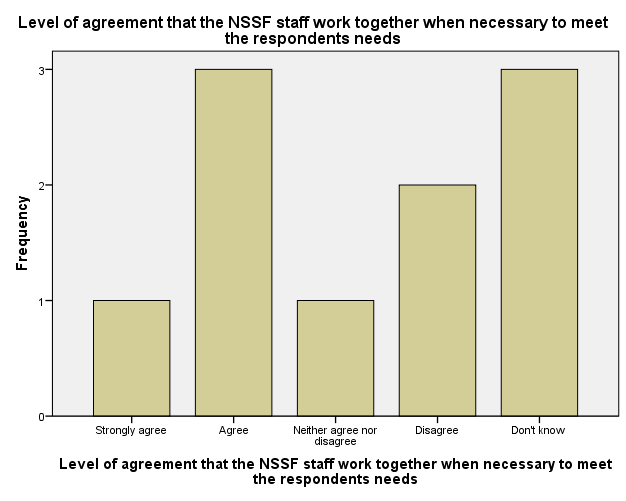 Level of agreement that the NSSF staff work together when necessary to meet
the respondents needs
3
2
1
0
Frequency
Strongly agree
Agree
Neither agree nor
disagree
Disagree
Don't know
Level of agreement that the NSSF staff work together when necessary to meet
the respondents needs